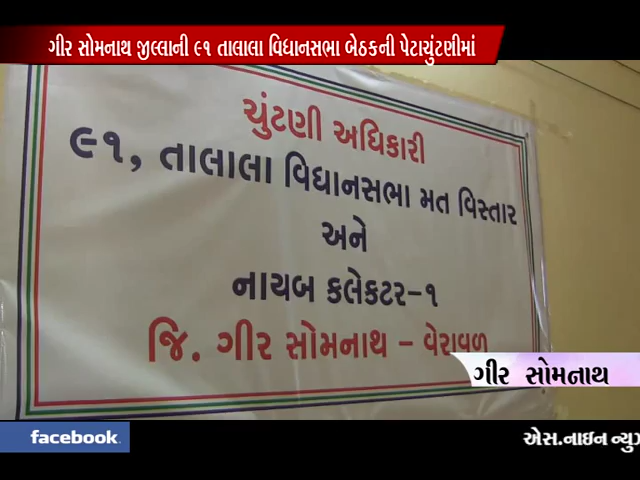 ગીર સોમનાથ જીલ્લાની ૯૧ તાલાલા વિધાનસભા બેઠકની પેટાચુંટણીમાં
ચુંટણી અધિકારી
૯૧, તાલાલા વિધાનસભા મત વિસ્તાર
અને
નાયબ કલેકટર-૧
જિ. ગીર સોમનાથ - વેરાવળ
ગીર સોમનાથ
facebook
એસ.નાઇન ન્યુઝ